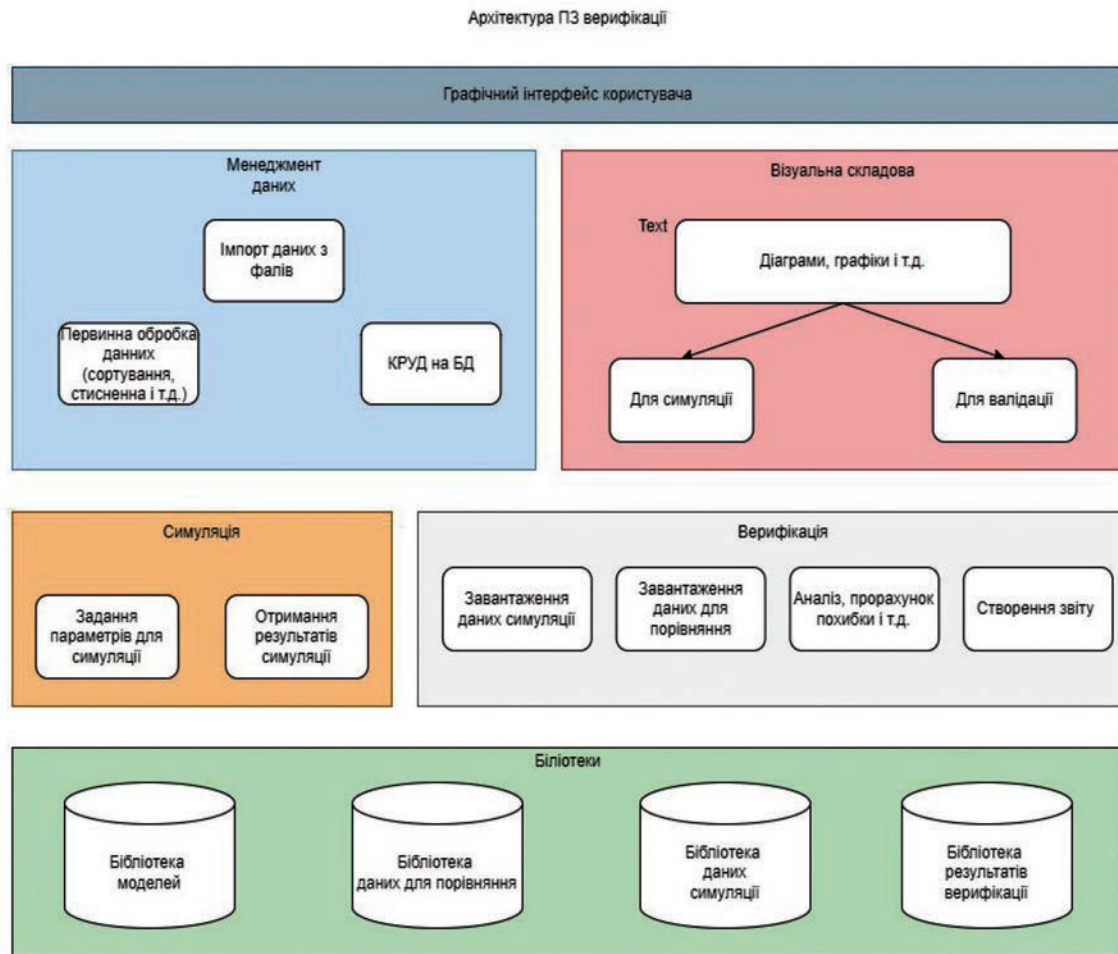 Архітектура ПЗ верифікації
Графічний інтерфейс користувача
Менеджмент
даних
Імпорт даних з
фалів
Первинна обробка
данних
(сортування,
стисненна і т.д.)
КРУД на БД
Візуальна складова
Text
Діаграми, графіки і т.д.
Для симуляції
Для валідації
Симуляція
Задання
параметрів для
симуляції
Отримання
результатів
симуляції
Верифікація
Завантаження
даних симуляції
Завантаження
даних для
порівняння
Аналіз, прорахунок
похибки і т.д.
Створення звіту
Біліотеки
Бібліотека
моделей
Бібліотека
даних для порівняння
Бібліотека
даних
симуляції
Бібліотека
результатів
верифікації